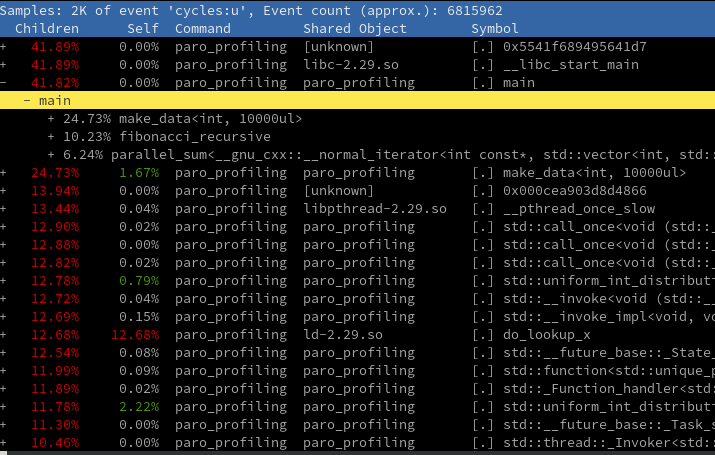 Samples: 2K of event 'cycles:u', Event count (approx.): 6815962
Children Self Command Shared Object Symbol
+ 41.89% 0.00% paro_profiling [unknown] [.] 0x5541f689495641d7
+ 41.89% 0.00% paro_profiling libc-2.29.so [.] __libc_start_main
- 41.82% 0.00% paro_profiling paro_profiling [.] main
- main
+ 24.73% make_data<int, 10000ul>
+ 10.23% fibonacci_recursive
+ 6.24% parallel_sum<__gnu_cxx::__normal_iterator<int const*, std::vector<int, std::
+ 24.73% 1.67% paro_profiling paro_profiling [.] make_data<int, 10000ul>
+ 13.94% 0.00% paro_profiling [unknown] [.] 0x000cea903d8d4866
+ 13.44% 0.04% paro_profiling libpthread-2.29.so [.] __pthread_once_slow
+ 12.90% 0.02% paro_profiling paro_profiling [.] std::call_once<void (std::_
+ 12.88% 0.00% paro_profiling paro_profiling [.] std::call_once<void (std::_
+ 12.82% 0.02% paro_profiling paro_profiling [.] std::call_once<void (std::_
+ 12.78% 0.79% paro_profiling paro_profiling [.] std::uniform_int_distributi
+ 12.72% 0.04% paro_profiling paro_profiling [.] std::__invoke<void (std::__
+ 12.69% 0.15% paro_profiling paro_profiling [.] std::__invoke_impl<void, vo
+ 12.68% 12.68% paro_profiling ld-2.29.so [.] do_lookup_x
+ 12.54% 0.08% paro_profiling paro_profiling [.] std::__future_base::_State_
+ 11.99% 0.09% paro_profiling paro_profiling [.] std::function<std::unique_p
+ 11.89% 0.02% paro_profiling paro_profiling [.] std::_Function_handler<std:
+ 11.78% 2.22% paro_profiling paro_profiling [.] std::uniform_int_distributi
+ 11.30% 0.00% paro_profiling paro_profiling [.] std::__future_base::_Task_s
+ 10.46% 0.00% paro_profiling paro_profiling [.] std::thread::_Invoker<std::